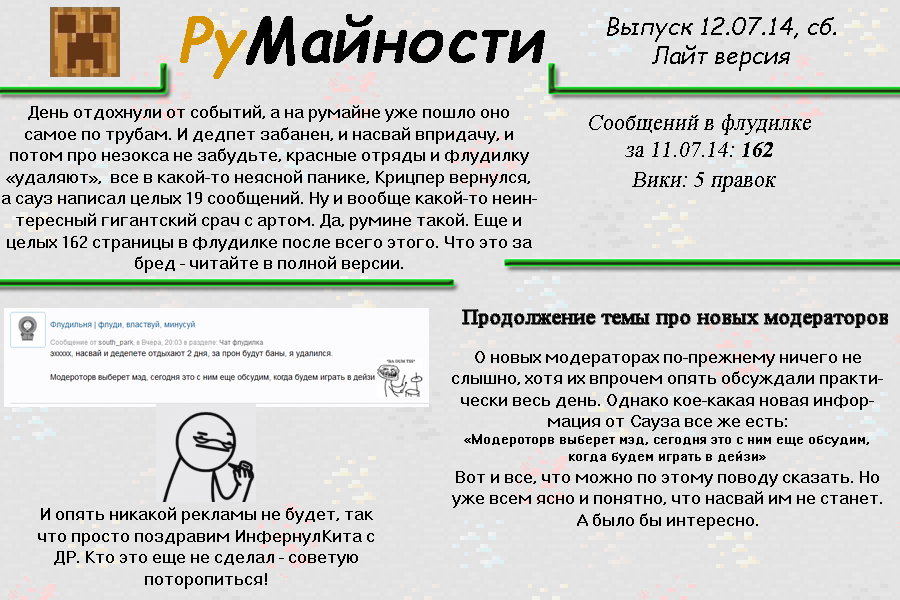 РуМайности
Выпуск 12.07.14, сб.
Лайт версия
День отдохнули от событий, а на румайне уже пошло оно
самое по трубам. И дедпет забанен, и насвай впридачу, и
потом про незокса не забудьте, красные отряды и флудилку
«удаляют»,  все в какой-то неясной панике, Крицпер вернулся,
а сауз написал целых 19 сообщений. Ну и вообще какой-то неин-
тересный гигантский срач с артом. Да, румине такой. Еще и
целых 162 страницы в флудилке после всего этого. Что это за
бред - читайте в полной версии.
Сообщений в флудилке
за 11.07.14: 162
Вики: 5 правок
Флудильня | флуди, властвуй, минусуй
Сообщение от south_park, в Вчера, 20:03 в разделе: Чат флудилка
эххххх, насвай и дедепете отдыхают 2 дня, за прон будут баны, я удалился.
Модероторв выберет мэд, сегодня это с ним еще обсудим, когда будем играть в дейзи
"BA DUM TSS"
И опять никакой рекламы не будет, так
что просто поздравим ИнфернулКита с
ДР. Кто это еще не сделал - советую
поторопиться!
Продолжение темы про новых модераторов
О новых модераторах по-прежнему ничего не
слышно, хотя их впрочем опять обсуждали практи-
чески весь день. Однако кое-какая новая инфор-
мация от Сауза все же есть:
«Модероторв выберет мэд, сегодня это с ним еще обсудим,
когда будем играть в дейзи»
Вот и все, что можно по этому поводу сказать. Но
уже всем ясно и понятно, что насвай им не станет.
А было бы интересно.